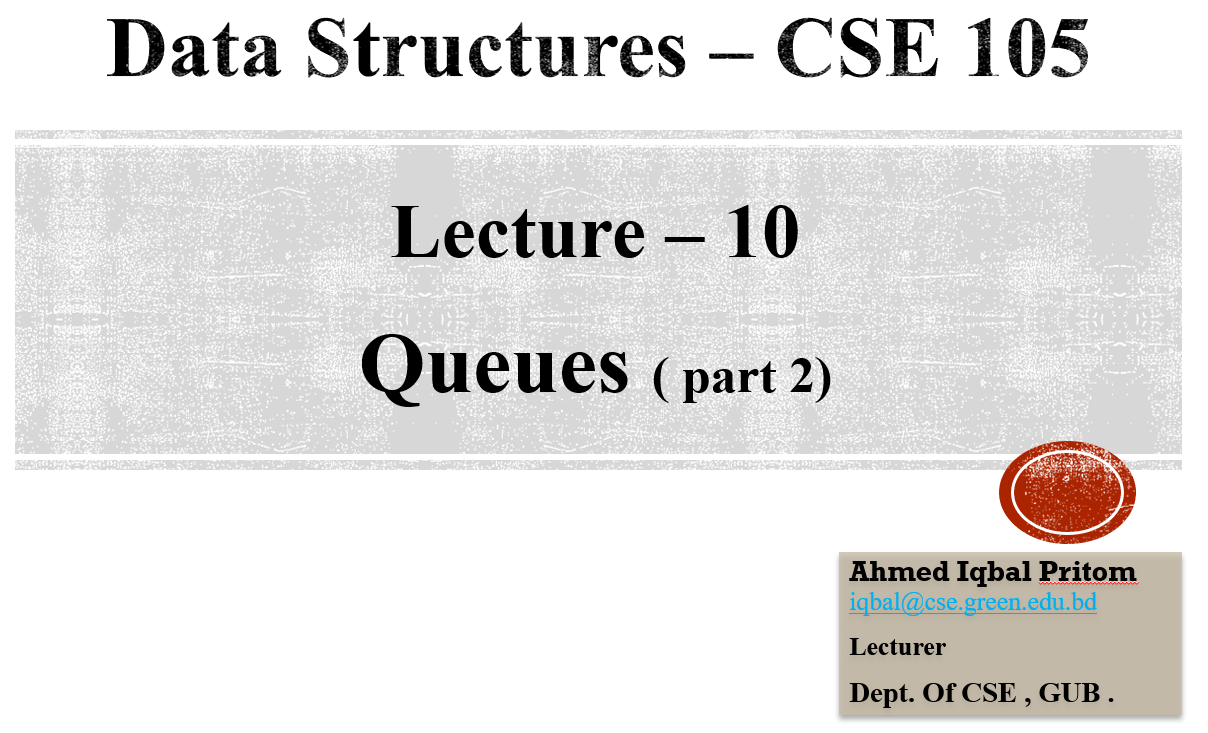 Data Structures – CSE 105
Lecture – 10
Queues ( part 2)
Ahmed Iqbal Pritom
iqbal@cse.green.edu.bd
Lecturer
Dept. Of CSE , GUB .